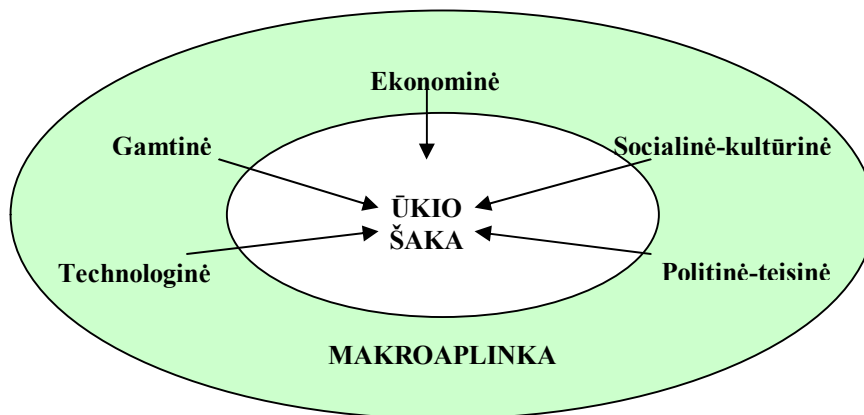 Ekonominė
Gamtinė
Socialinė-kultūrinė
ŪKIO
ŠAKA
Technologinė
Politinė-teisinė
MAKROAPLINKA